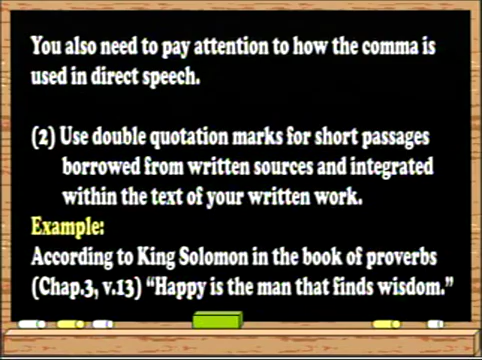 You also need to pay attention to how the comma is
used in direct speech.
(2) Use double quotation marks for short passages
borrowed from written sources and integrated
within the text of your written work.
Example:
According to King Solomon in the book of proverbs
(Chap.3, v.13) “Happy is the man that finds wisdom.”